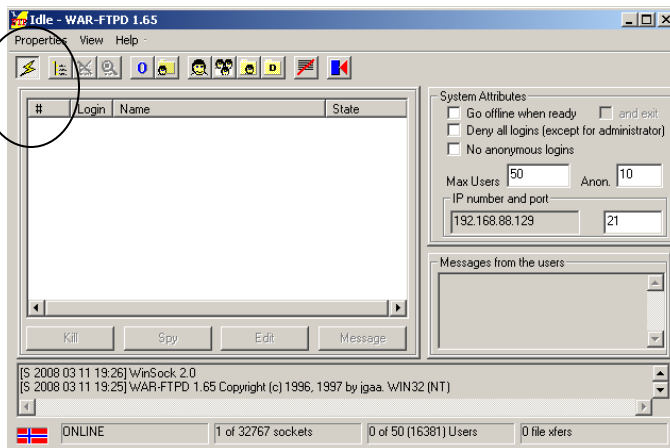 Idle - WAR-FTPD 1.65
Properties View Help
# Login Name State
System Attributes
Go offline when ready and exit
Deny all logins (except for administrator)
No anonymous logins
Max Users 50 Anon. 10
IP number and port
192.168.88.129 21
Messages from the users
Kill Spy Edit Message
[S 2008 03 11 19:26] WinSock 2.0
[S 2008 03 11 19:25] WAR-FTPD 1.65 Copyright (c) 1996, 1997 by jgaa. WIN32 (NT)
ONLINE 1 of 32767 sockets 0 of 50 (16381) Users 0 file xfers